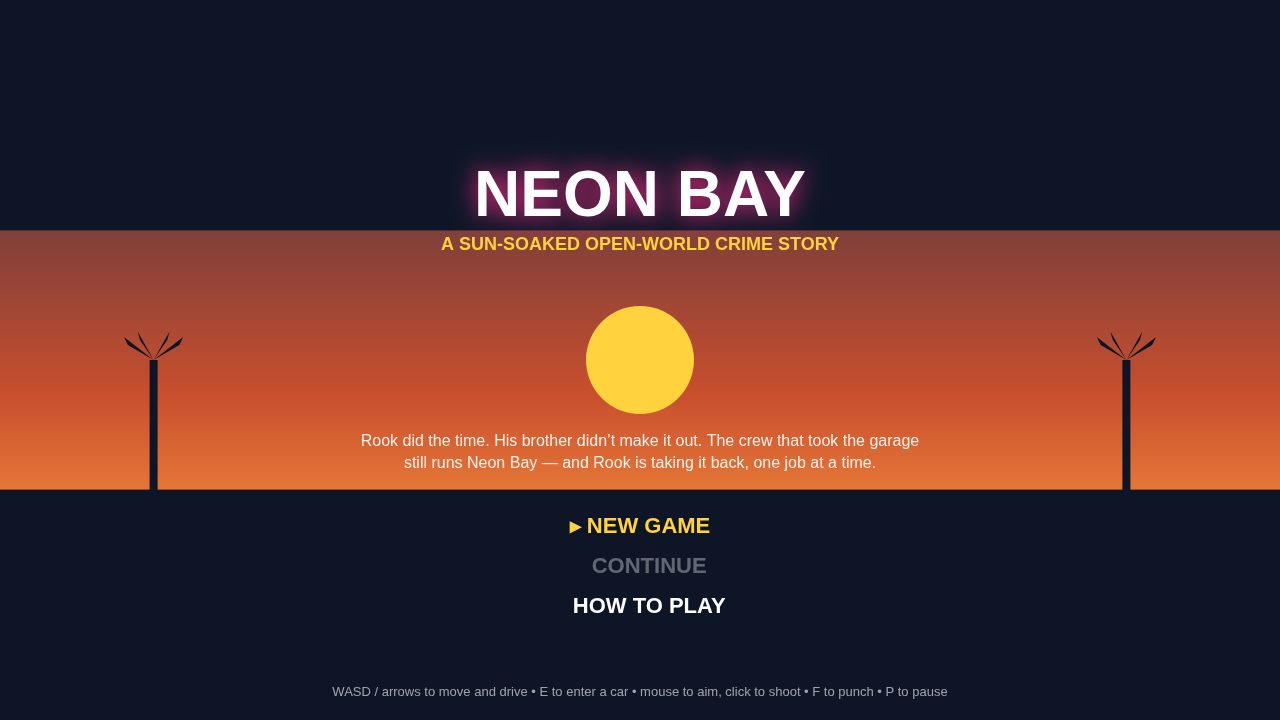 NEON BAY
A SUN-SOAKED OPEN-WORLD CRIME STORY
Rook did the time. His brother didn’t make it out. The crew that took the garage
still runs Neon Bay — and Rook is taking it back, one job at a time.
▸ NEW GAME
CONTINUE
HOW TO PLAY
WASD / arrows to move and drive • E to enter a car • mouse to aim, click to shoot • F to punch • P to pause